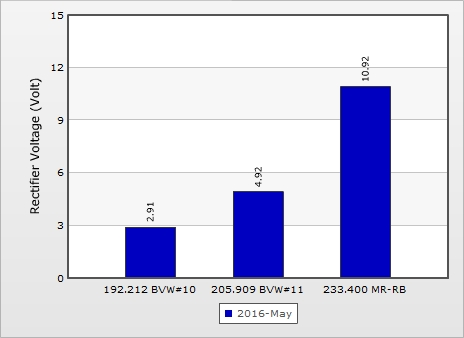 15
12
9
6
3
0
Rectifier Voltage (Volt)
2.91
4.92
10.92
192.212 BVW#10
205.909 BVW#11
233.400 MR-RB
2016-May